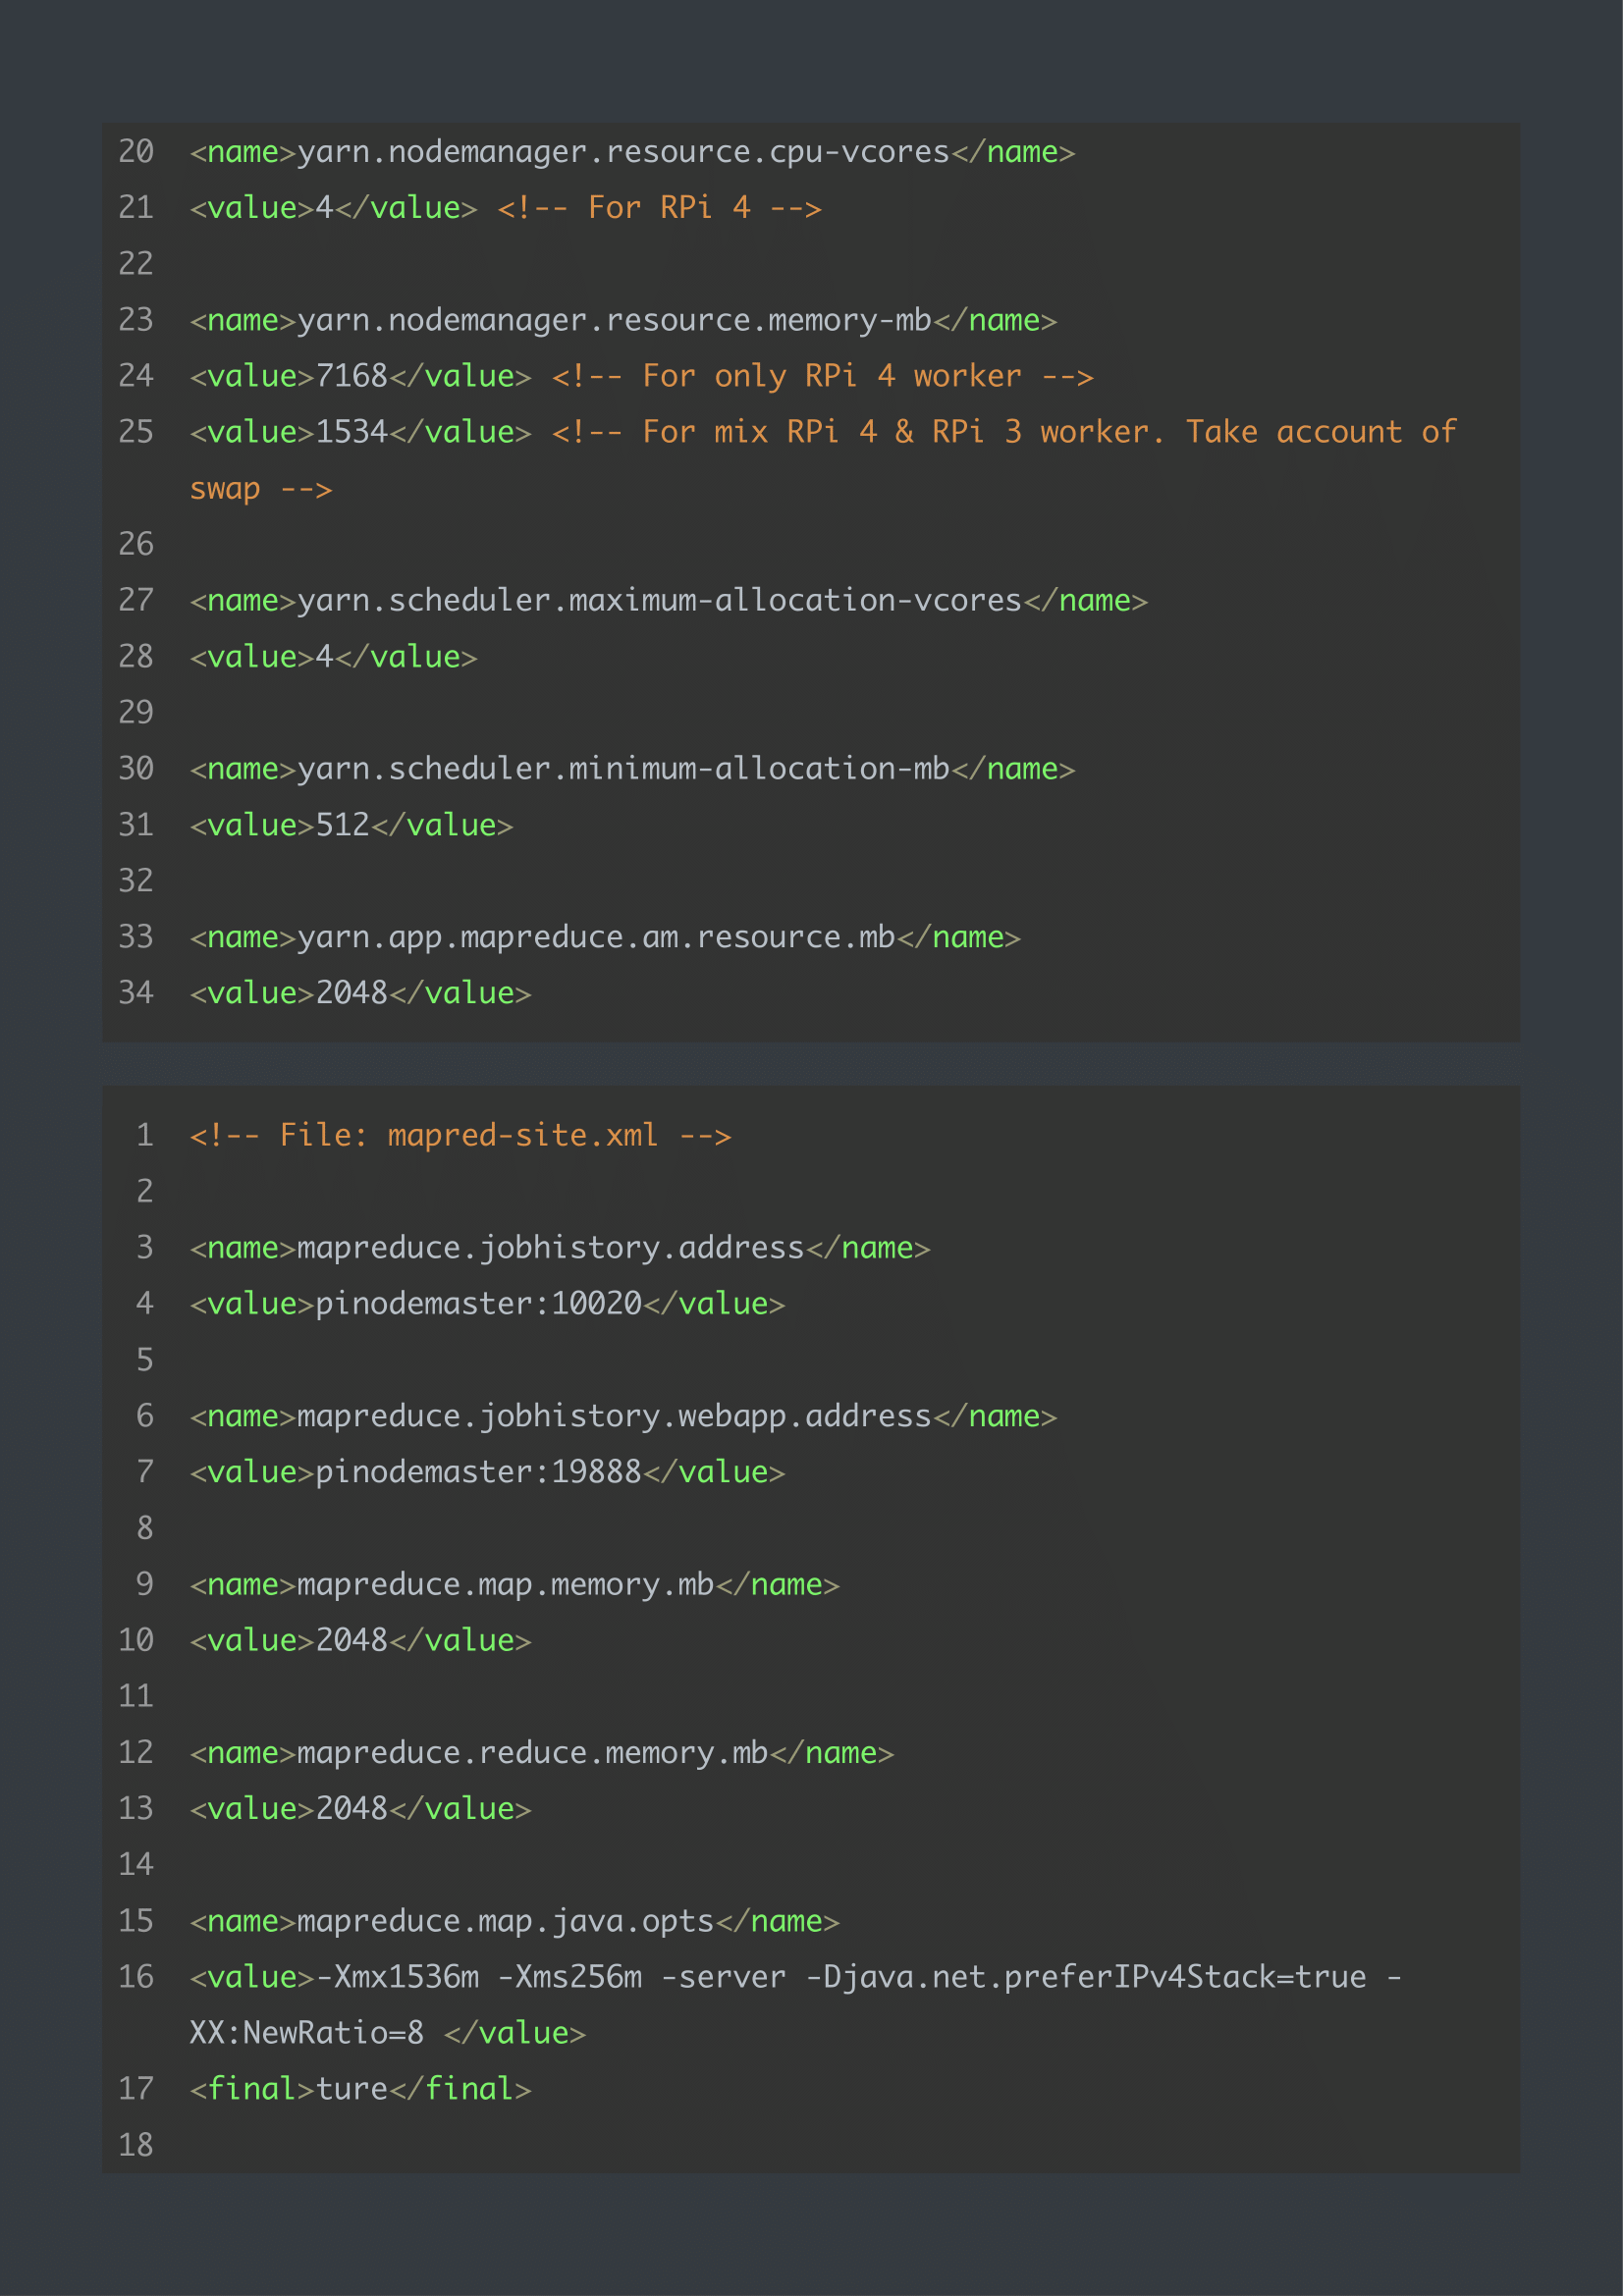 20 <name>yarn.nodemanager.resource.cpu-vcores</name>
21 <value>4</value> <!-- For RPi 4 -->
22
23 <name>yarn.nodemanager.resource.memory-mb</name>
24 <value>7168</value> <!-- For only RPi 4 worker -->
25 <value>1534</value> <!-- For mix RPi 4 & RPi 3 worker. Take account of
swap -->
26
27 <name>yarn.scheduler.maximum-allocation-vcores</name>
28 <value>4</value>
29
30 <name>yarn.scheduler.minimum-allocation-mb</name>
31 <value>512</value>
32
33 <name>yarn.app.mapreduce.am.resource.mb</name>
34 <value>2048</value>
1 <!-- File: mapred-site.xml -->
2
3 <name>mapreduce.jobhistory.address</name>
4 <value>pinodemaster:10020</value>
5
6 <name>mapreduce.jobhistory.webapp.address</name>
7 <value>pinodemaster:19888</value>
8
9 <name>mapreduce.map.memory.mb</name>
10 <value>2048</value>
11
12 <name>mapreduce.reduce.memory.mb</name>
13 <value>2048</value>
14
15 <name>mapreduce.map.java.opts</name>
16 <value>-Xmx1536m -Xms256m -server -Djava.net.preferIPv4Stack=true -
XX:NewRatio=8 </value>
17 <final>ture</final>
18